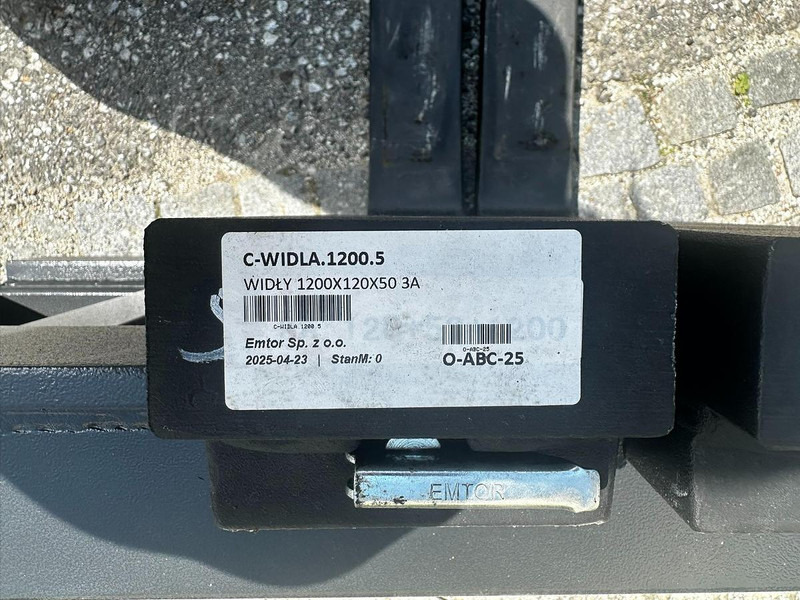 C-WIDLA.1200.5
WIDŁY 1200X120X50 3A
C-WIDLA.1200.5
Emtor Sp. z o.o.
2025-04-23 | StanM: 0
O-ABC-25
O-ABC-25
EMTOR